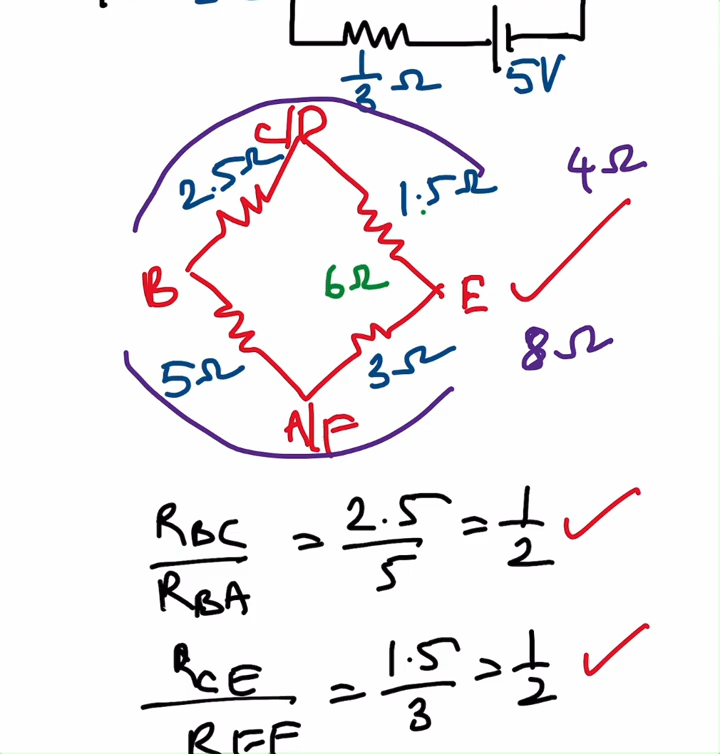 1/3 Ω 5V
C/D
2.5Ω 1.5Ω 4Ω
B 6Ω E
5Ω 3Ω 8Ω
A/F
R_BC / R_BA = 2.5/5 = 1/2
R_CE / R_EF = 1.5/3 = 1/2